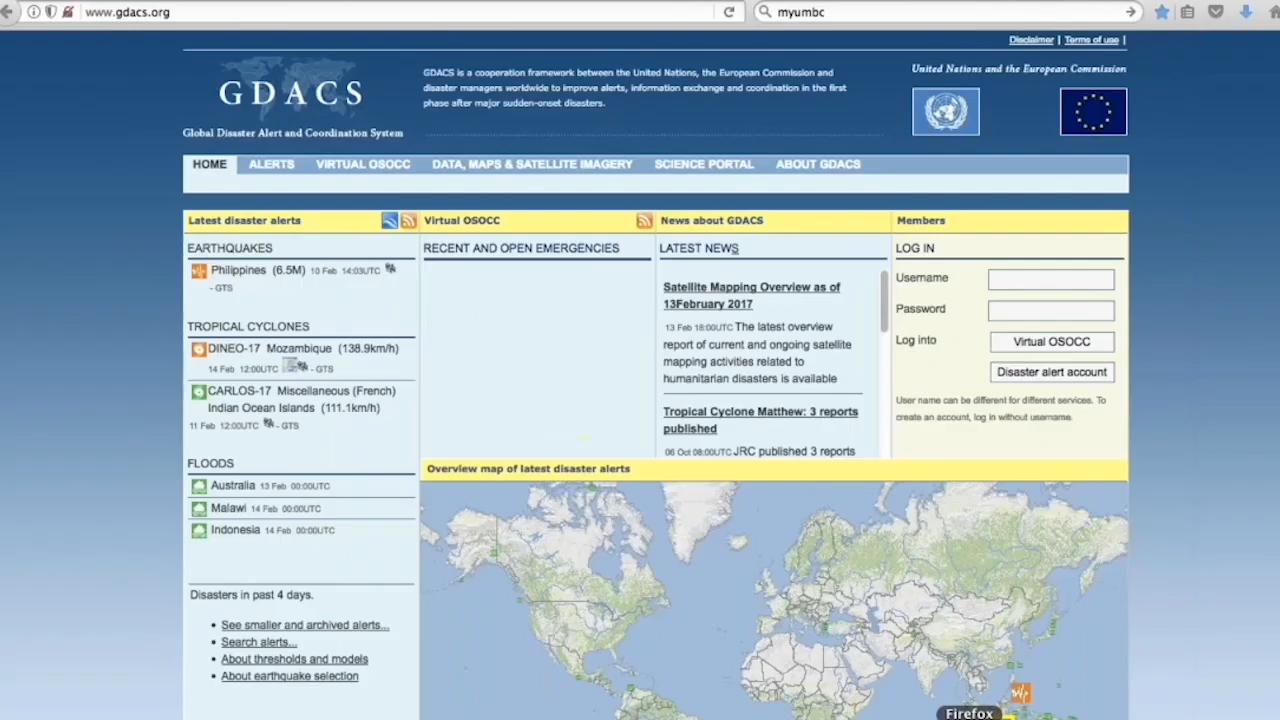 www.gdacs.org
myumbc
Disclaimer | Terms of use |
GDACS
Global Disaster Alert and Coordination System
GDACS is a cooperation framework between the United Nations, the European Commission and
disaster managers worldwide to improve alerts, information exchange and coordination in the first
phase after major sudden-onset disasters.
United Nations and the European Commission
HOME ALERTS VIRTUAL OSOCC DATA, MAPS & SATELLITE IMAGERY SCIENCE PORTAL ABOUT GDACS
Latest disaster alerts
EARTHQUAKES
Philippines (6.5M) 10 Feb 14:03UTC
- GTS
TROPICAL CYCLONES
DINEO-17 Mozambique (138.9km/h)
14 Feb 12:00UTC - GTS
CARLOS-17 Miscellaneous (French)
Indian Ocean Islands (111.1km/h)
11 Feb 12:00UTC - GTS
FLOODS
Australia 13 Feb 00:00UTC
Malawi 14 Feb 00:00UTC
Indonesia 14 Feb 00:00UTC
Disasters in past 4 days.
• See smaller and archived alerts...
• Search alerts...
• About thresholds and models
• About earthquake selection
Virtual OSOCC
RECENT AND OPEN EMERGENCIES
News about GDACS
LATEST NEWS
Satellite Mapping Overview as of
13February 2017
13 Feb 18:00UTC The latest overview
report of current and ongoing satellite
mapping activities related to
humanitarian disasters is available
Tropical Cyclone Matthew: 3 reports
published
06 Oct 08:00UTC JRC published 3 reports
Members
LOG IN
Username
Password
Log into
Virtual OSOCC
Disaster alert account
User name can be different for different services. To
create an account, log in without username.
Overview map of latest disaster alerts
Firefox